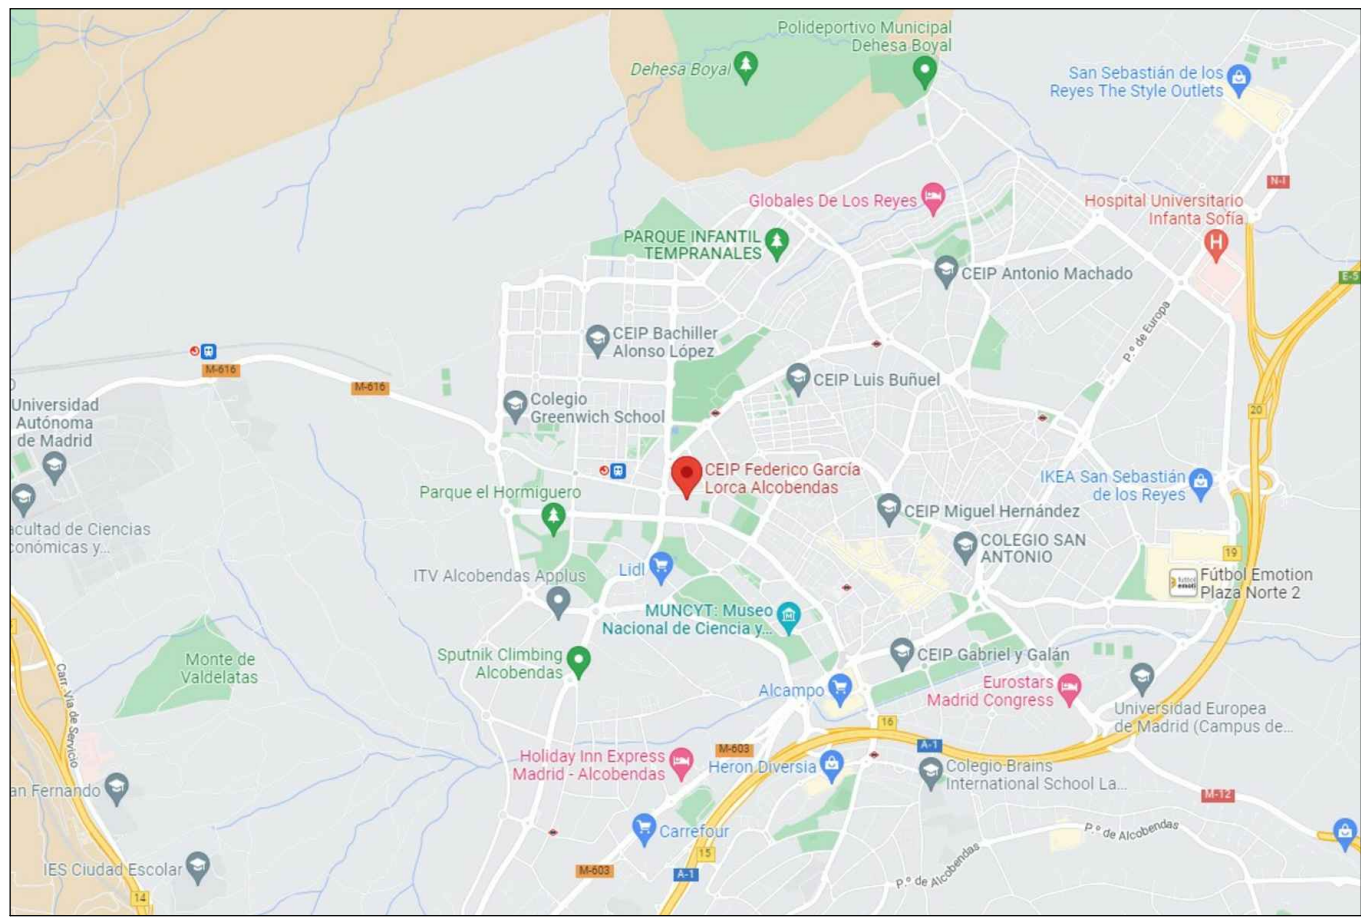 Polideportivo Municipal
Dehesa Boyal
Dehesa Boyal
San Sebastián de los
Reyes The Style Outlets
N-I
Globales De Los Reyes
Hospital Universitario
Infanta Sofía
H
PARQUE INFANTIL
TEMPRANALES
CEIP Antonio Machado
E-5
P.º de Europa
CEIP Bachiller
Alonso López
M-616
M-616
CEIP Luis Buñuel
Universidad
Autónoma
de Madrid
Colegio
Greenwich School
20
CEIP Federico García
Lorca Alcobendas
IKEA San Sebastián
de los Reyes
Parque el Hormiguero
CEIP Miguel Hernández
acultad de Ciencias
conómicas y...
COLEGIO SAN
ANTONIO
19
ITV Alcobendas Applus
Lidl
fútbol
emoti
Fútbol Emotion
Plaza Norte 2
MUNCYT: Museo
Nacional de Ciencia y...
Monte de
Valdelatas
Sputnik Climbing
Alcobendas
CEIP Gabriel y Galán
Carr. Vía de Servicio
Alcampo
Eurostars
Madrid Congress
Universidad Europea
de Madrid (Campus de...
16
M-603
A-1
Holiday Inn Express
Madrid - Alcobendas
Heron Diversia
Colegio Brains
International School La...
an Fernando
M-12
Carrefour
P.º de Alcobendas
15
IES Ciudad Escolar
M-603
A-1
P.º de Alcobendas
14